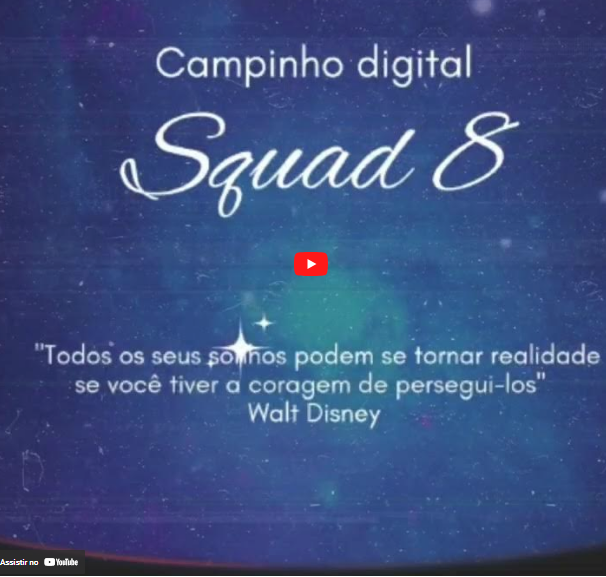 Campinho digital
Squad 8
"Todos os seus sonhos podem se tornar realidade
se você tiver a coragem de persegui-los"
Walt Disney
Assistir no YouTube